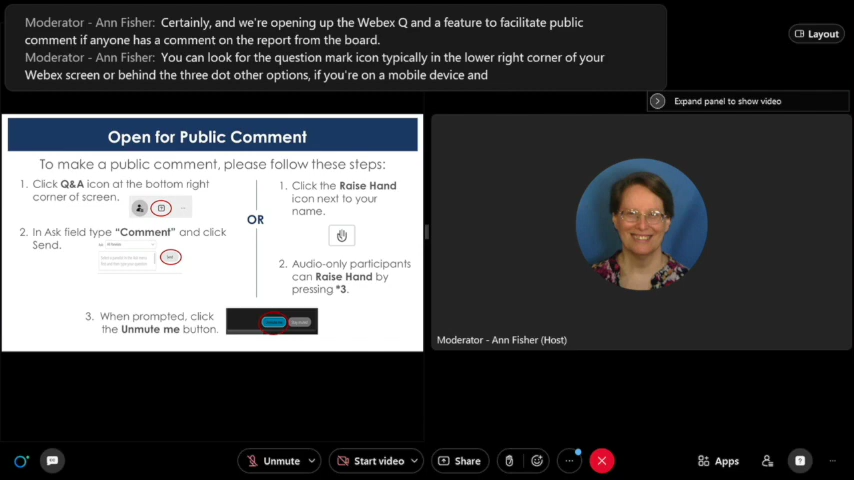 Moderator - Ann Fisher: Certainly, and we're opening up the Webex Q and a feature to facilitate public
comment if anyone has a comment on the report from the board.
Moderator - Ann Fisher: You can look for the question mark icon typically in the lower right corner of your
Webex screen or behind the three dot other options, if you're on a mobile device and
Layout
Expand panel to show video
Open for Public Comment
To make a public comment, please follow these steps:
1. Click Q&A icon at the bottom right
corner of screen.
2. In Ask field type "Comment" and click
Send.
OR
1. Click the Raise Hand
icon next to your
name.
2. Audio-only participants
can Raise Hand by
pressing *3.
3. When prompted, click
the Unmute me button.
Moderator - Ann Fisher (Host)
Unmute
Start video
Share
Apps